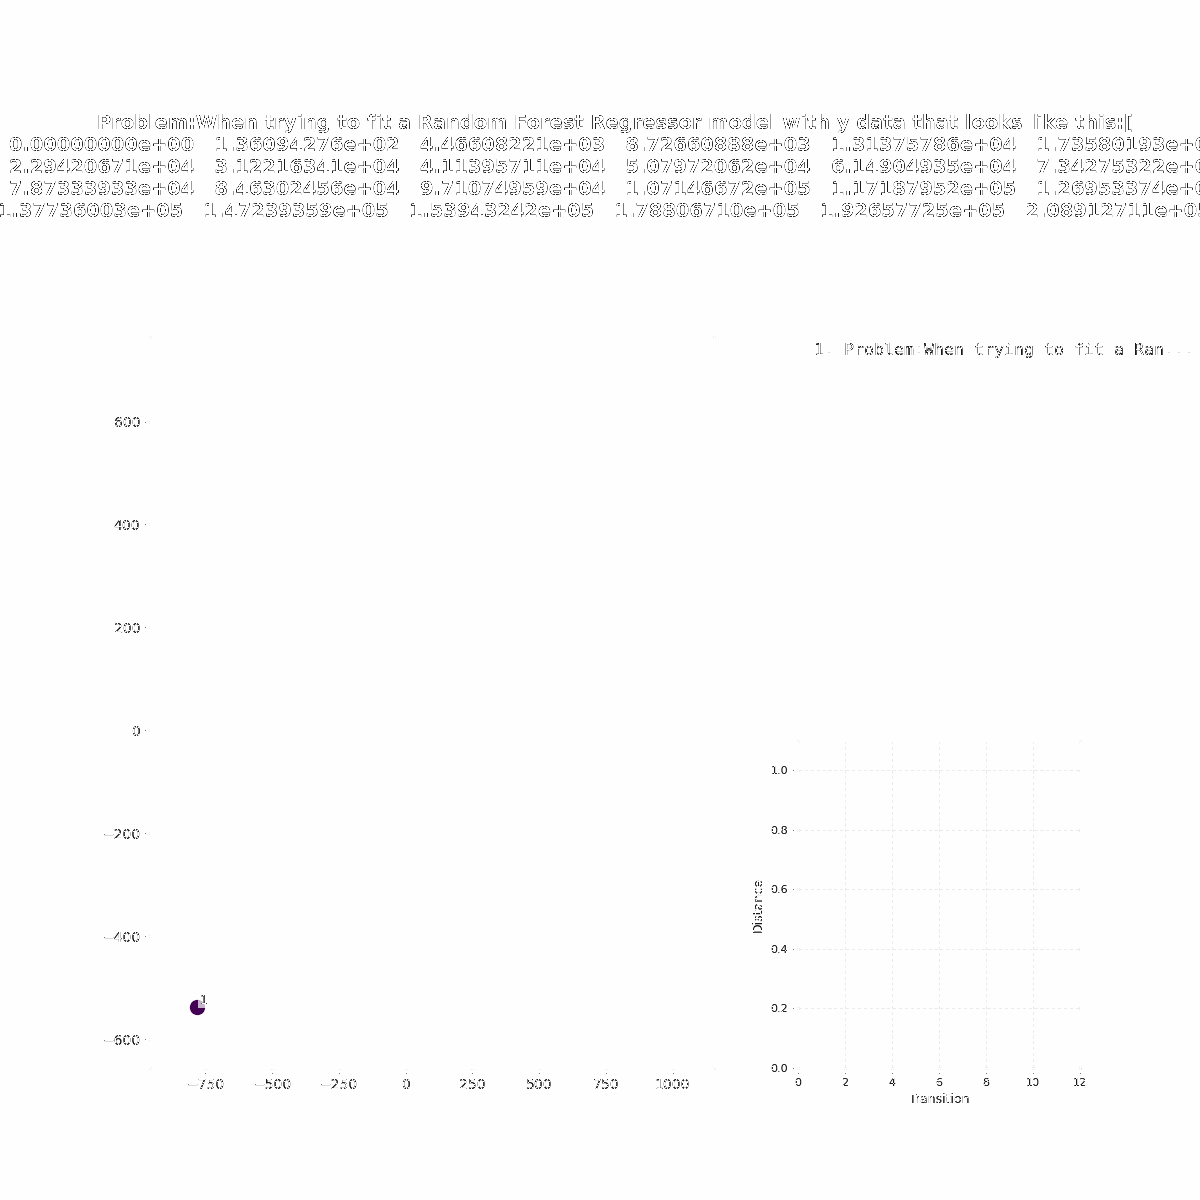 Problem:When trying to fit a Random Forest Regressor model with y data that looks like this:[
0.00000000e+00 1.36094276e+02 4.46608221e+03 8.72660888e+03 1.31375786e+04 1.73580193e+0
2.29420671e+04 3.12216341e+04 4.11395711e+04 5.07972062e+04 6.14904935e+04 7.34275322e+0
7.87333933e+04 8.46302456e+04 9.71074959e+04 1.07146672e+05 1.17187952e+05 1.26953374e+0
1.37736003e+05 1.47239359e+05 1.53943242e+05 1.78806710e+05 1.92657725e+05 2.08912711e+05
1. Problem:When trying to fit a Ran...
600
400
200
0
−200
−400
−600
1
−750 −500 −250 0 250 500 750 1000
1.0
0.8
0.6
0.4
0.2
0.0
Distance
0 2 4 6 8 10 12
Transition